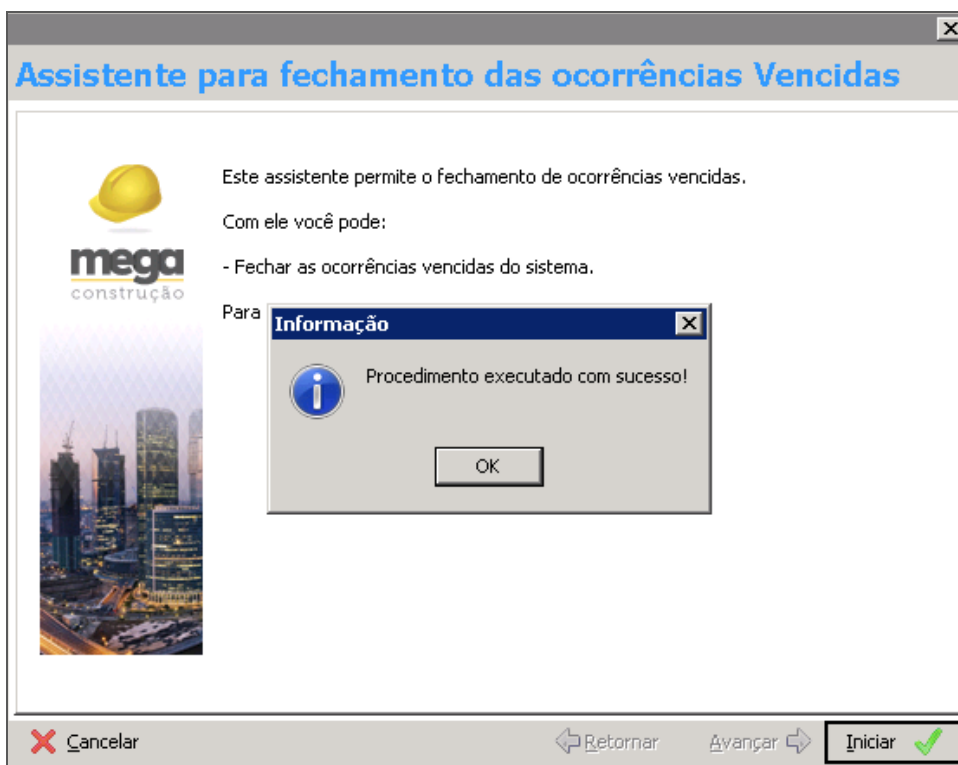 Assistente para fechamento das ocorrências Vencidas
Este assistente permite o fechamento de ocorrências vencidas.
Com ele você pode:
mega
construção
- Fechar as ocorrências vencidas do sistema.
Para
Informação
Procedimento executado com sucesso!
OK
Cancelar
Retornar
Avançar
Iniciar